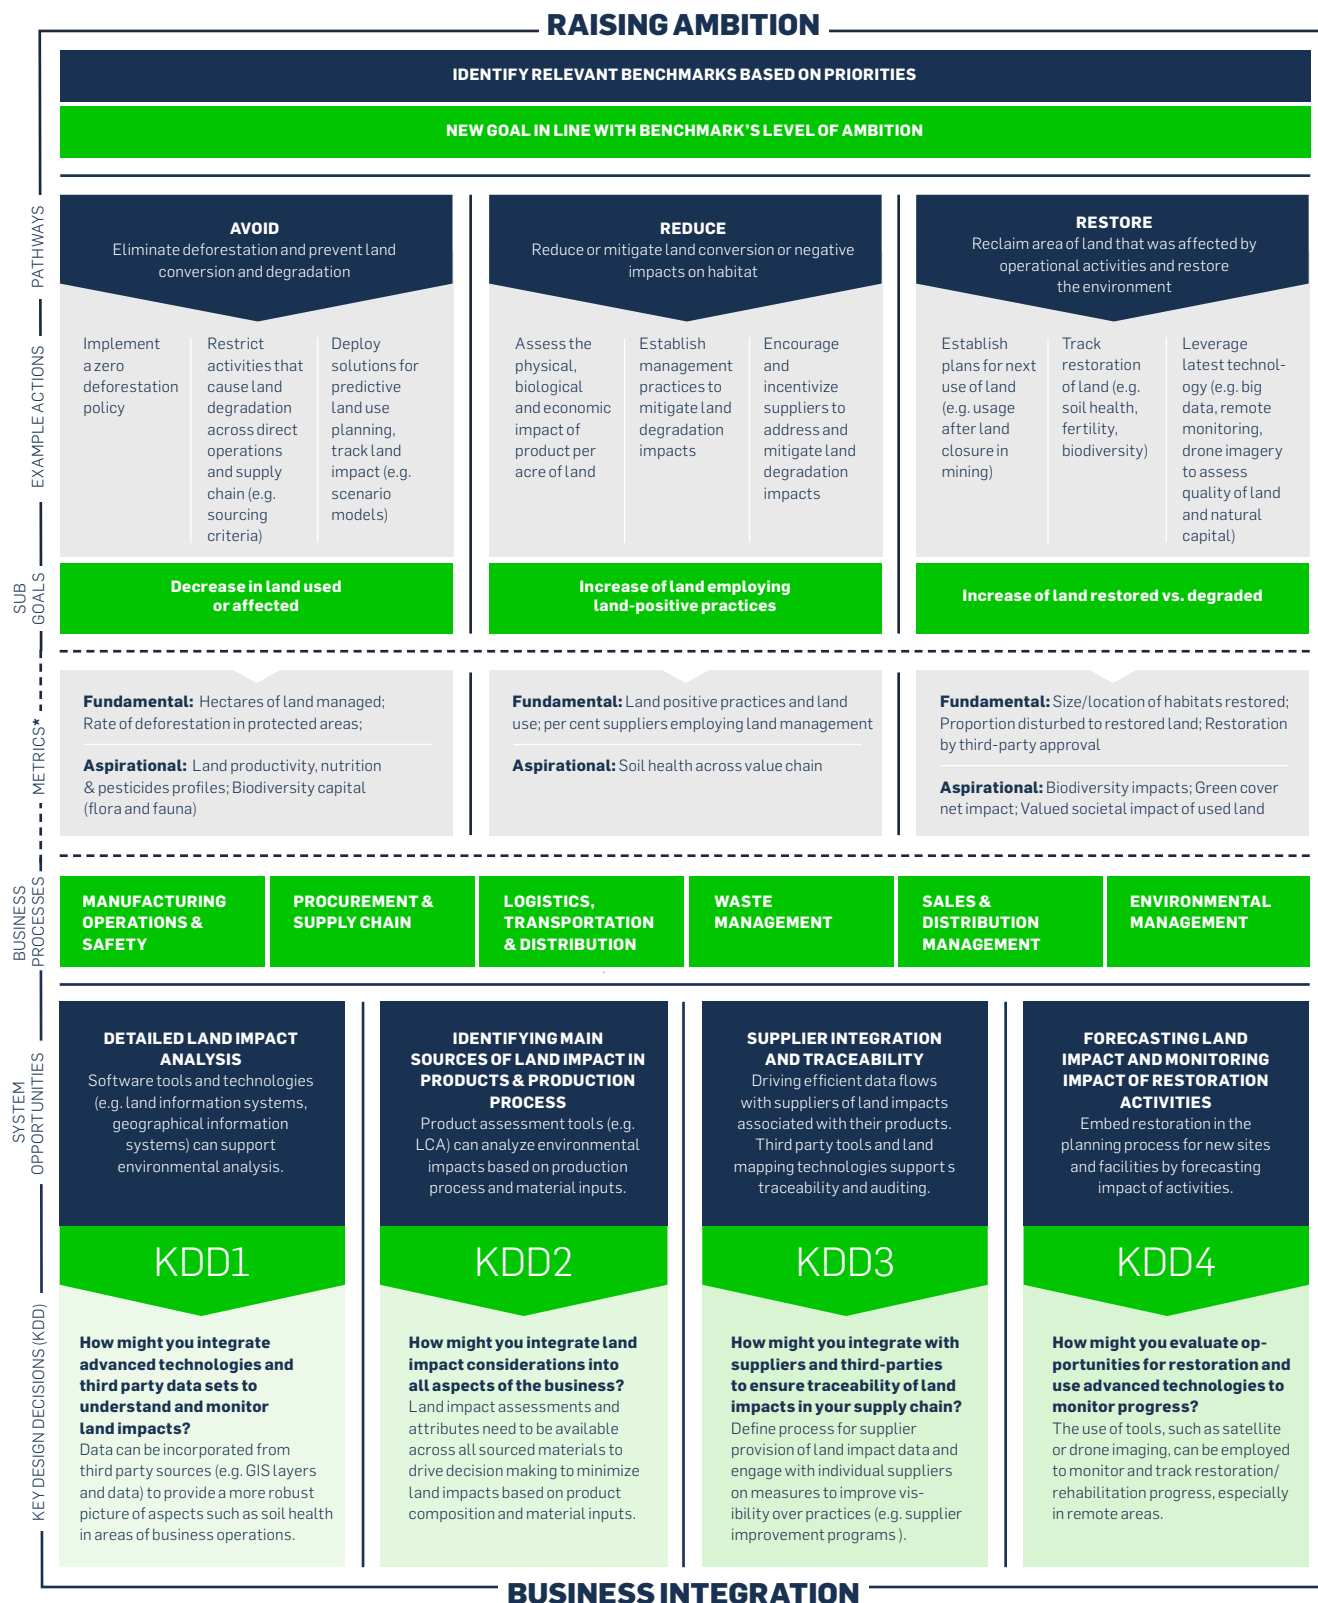 RAISING AMBITION
IDENTIFY RELEVANT BENCHMARKS BASED ON PRIORITIES
NEW GOAL IN LINE WITH BENCHMARK'S LEVEL OF AMBITION
PATHWAYS
AVOID
Eliminate deforestation and prevent land
conversion and degradation
REDUCE
Reduce or mitigate land conversion or negative
impacts on habitat
RESTORE
Reclaim area of land that was affected by
operational activities and restore
the environment
EXAMPLE ACTIONS
Implement
a zero
deforestation
policy
Restrict
activities that
cause land
degradation
across direct
operations
and supply
chain (e.g.
sourcing
criteria)
Deploy
solutions for
predictive
land use
planning,
track land
impact (e.g.
scenario
models)
Assess the
physical,
biological
and economic
impact of
product per
acre of land
Establish
management
practices to
mitigate land
degradation
impacts
Encourage
and
incentivize
suppliers to
address and
mitigate land
degradation
impacts
Establish
plans for next
use of land
(e.g. usage
after land
closure in
mining)
Track
restoration
of land (e.g.
soil health,
fertility,
biodiversity)
Leverage
latest technol-
ogy (e.g. big
data, remote
monitoring,
drone imagery
to assess
quality of land
and natural
capital)
SUB
GOALS
Decrease in land used
or affected
Increase of land employing
land-positive practices
Increase of land restored vs. degraded
METRICS*
Fundamental: Hectares of land managed;
Rate of deforestation in protected areas;
Aspirational: Land productivity, nutrition
& pesticides profiles; Biodiversity capital
(flora and fauna)
Fundamental: Land positive practices and land
use; per cent suppliers employing land management
Aspirational: Soil health across value chain
Fundamental: Size/location of habitats restored;
Proportion disturbed to restored land; Restoration
by third-party approval
Aspirational: Biodiversity impacts; Green cover
net impact; Valued societal impact of used land
BUSINESS
PROCESSES
MANUFACTURING
OPERATIONS &
SAFETY
PROCUREMENT &
SUPPLY CHAIN
LOGISTICS,
TRANSPORTATION
& DISTRIBUTION
WASTE
MANAGEMENT
SALES &
DISTRIBUTION
MANAGEMENT
ENVIRONMENTAL
MANAGEMENT
SYSTEM
OPPORTUNITIES
DETAILED LAND IMPACT
ANALYSIS
Software tools and technologies
(e.g. land information systems,
geographical information
systems) can support
environmental analysis.
IDENTIFYING MAIN
SOURCES OF LAND IMPACT IN
PRODUCTS & PRODUCTION
PROCESS
Product assessment tools (e.g.
LCA) can analyze environmental
impacts based on production
process and material inputs.
SUPPLIER INTEGRATION
AND TRACEABILITY
Driving efficient data flows
with suppliers of land impacts
associated with their products.
Third party tools and land
mapping technologies support s
traceability and auditing.
FORECASTING LAND
IMPACT AND MONITORING
IMPACT OF RESTORATION
ACTIVITIES
Embed restoration in the
planning process for new sites
and facilities by forecasting
impact of activities.
KEY DESIGN DECISIONS (KDD)
KDD1
How might you integrate
advanced technologies and
third party data sets to
understand and monitor
land impacts?
Data can be incorporated from
third party sources (e.g. GIS layers
and data) to provide a more robust
picture of aspects such as soil health
in areas of business operations.
KDD2
How might you integrate land
impact considerations into
all aspects of the business?
Land impact assessments and
attributes need to be available
across all sourced materials to
drive decision making to minimize
land impacts based on product
composition and material inputs.
KDD3
How might you integrate with
suppliers and third-parties
to ensure traceability of land
impacts in your supply chain?
Define process for supplier
provision of land impact data and
engage with individual suppliers
on measures to improve vis-
ibility over practices (e.g. supplier
improvement programs ).
KDD4
How might you evaluate op-
portunities for restoration and
use advanced technologies to
monitor progress?
The use of tools, such as satellite
or drone imaging, can be employed
to monitor and track restoration/
rehabilitation progress, especially
in remote areas.
BUSINESS INTEGRATION